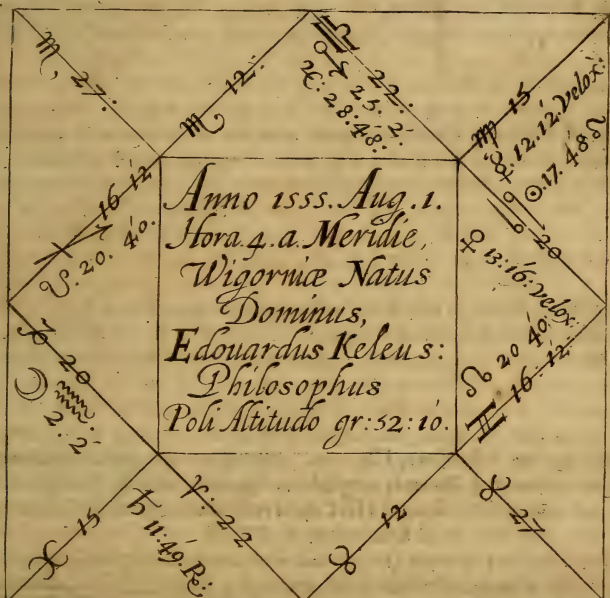 ♏, 27:
♏ 12:
♎ 22:
♂ 25. 2.
♃: 28: 48:
♍ 15
☿. 12. 12. velox:
☉. 17. 48 ♌
♐ 16 12
☋. 20. 40.
Anno 1555. Aug. 1.
Hora. 4. a. Meridie,
Wigorniæ Natus
Dominus,
Edouardus Keleus:
Philosophus
Poli Altitudo gr: 52: 10.
♋ 20
♀ 13: 16: velox:
☊ 20 40:
♊ 16. 12:
♑ 20
☽ ♒
2. 2
♓ 15
♄ 11: 49. Re:
♈: 22
♉ 12
♉ 27